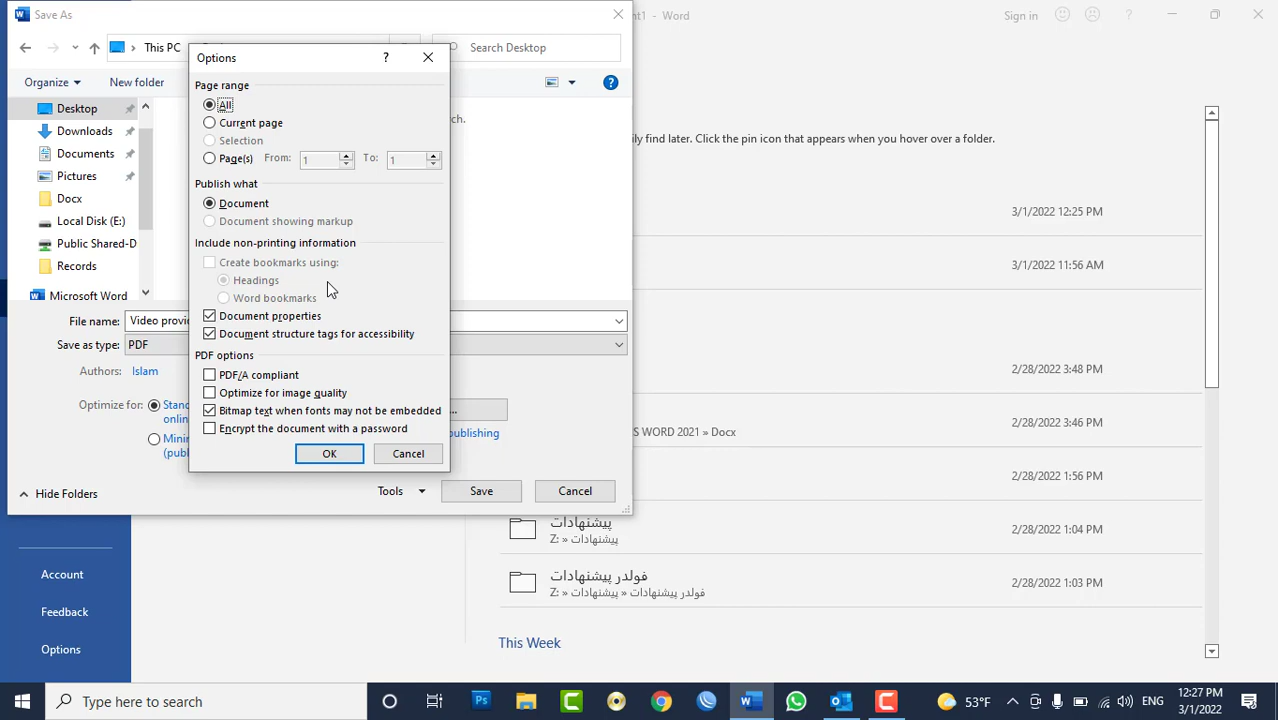 Save As
nt1 - Word
Sign in
?
This PC
Search Desktop
Options
?
Organize
New folder
Page range
All
Current page
Selection
Page(s) From: 1 To: 1
Publish what
Document
Document showing markup
Include non-printing information
Create bookmarks using:
Headings
Word bookmarks
Document properties
Document structure tags for accessibility
PDF options
PDF/A compliant
Optimize for image quality
Bitmap text when fonts may not be embedded
Encrypt the document with a password
OK
Cancel
Desktop
Downloads
Documents
Pictures
Docx
Local Disk (E:)
Public Shared-D
Records
Microsoft Word
ch.
File name: Video provi
Save as type: PDF
Authors: Islam
Optimize for: Stand
online
Minim
(publ
...
publishing
Hide Folders
Tools
Save
Cancel
ily find later. Click the pin icon that appears when you hover over a folder.
3/1/2022 12:25 PM
3/1/2022 11:56 AM
2/28/2022 3:48 PM
2/28/2022 3:46 PM
S WORD 2021 » Docx
2/28/2022 1:56 PM
پیشنهادات
Z: » پیشنهادات
2/28/2022 1:04 PM
فولدر پیشنهادات
Z: » پیشنهادات » فولدر پیشنهادات
2/28/2022 1:03 PM
This Week
Account
Feedback
Options
Type here to search
Ps
53°F
ENG
12:27 PM
3/1/2022